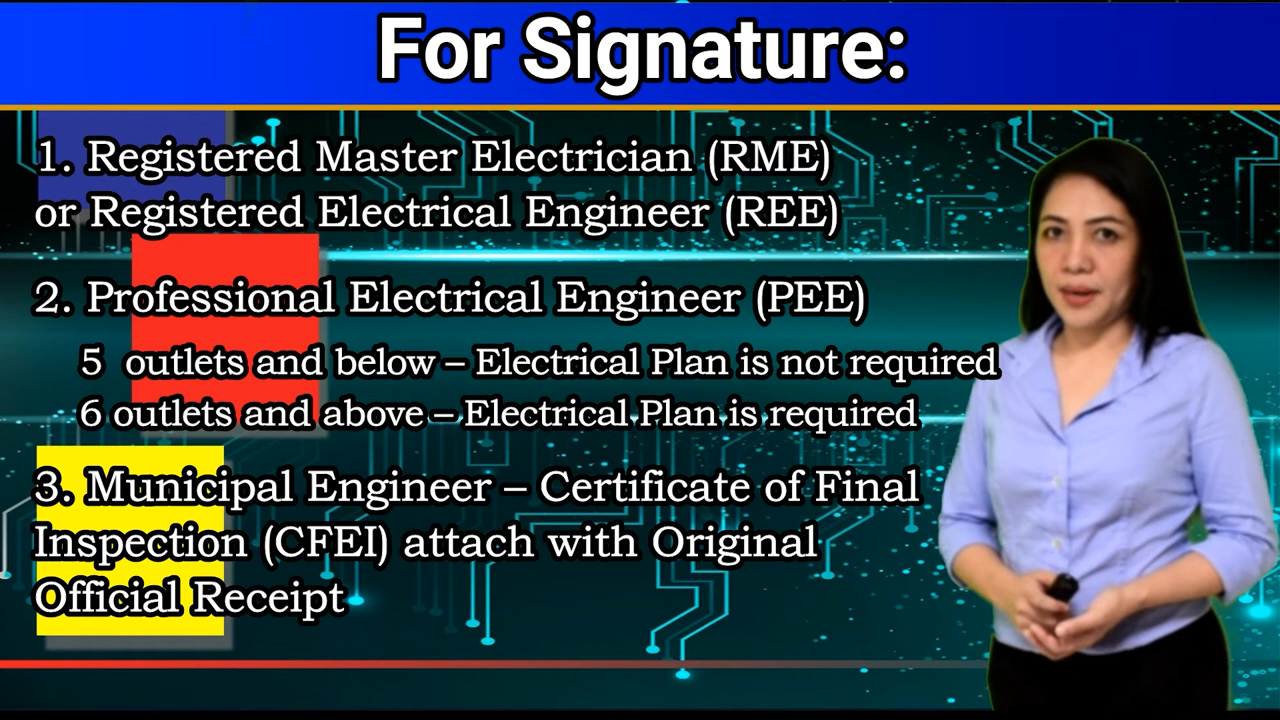 For Signature:
1. Registered Master Electrician (RME)
or Registered Electrical Engineer (REE)
2. Professional Electrical Engineer (PEE)
5 outlets and below – Electrical Plan is not required
6 outlets and above – Electrical Plan is required
3. Municipal Engineer – Certificate of Final
Inspection (CFEI) attach with Original
Official Receipt